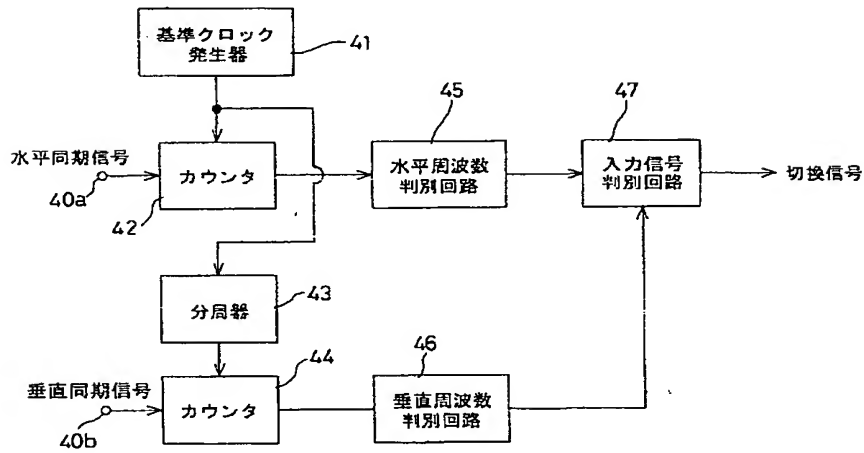 基準クロック
発生器
41
45
47
水平同期信号
カウンタ
水平周波数
判別回路
入力信号
判別回路
切換信号
40a
42
分局器
43
46
44
垂直同期信号
カウンタ
垂直周波数
判別回路
40b